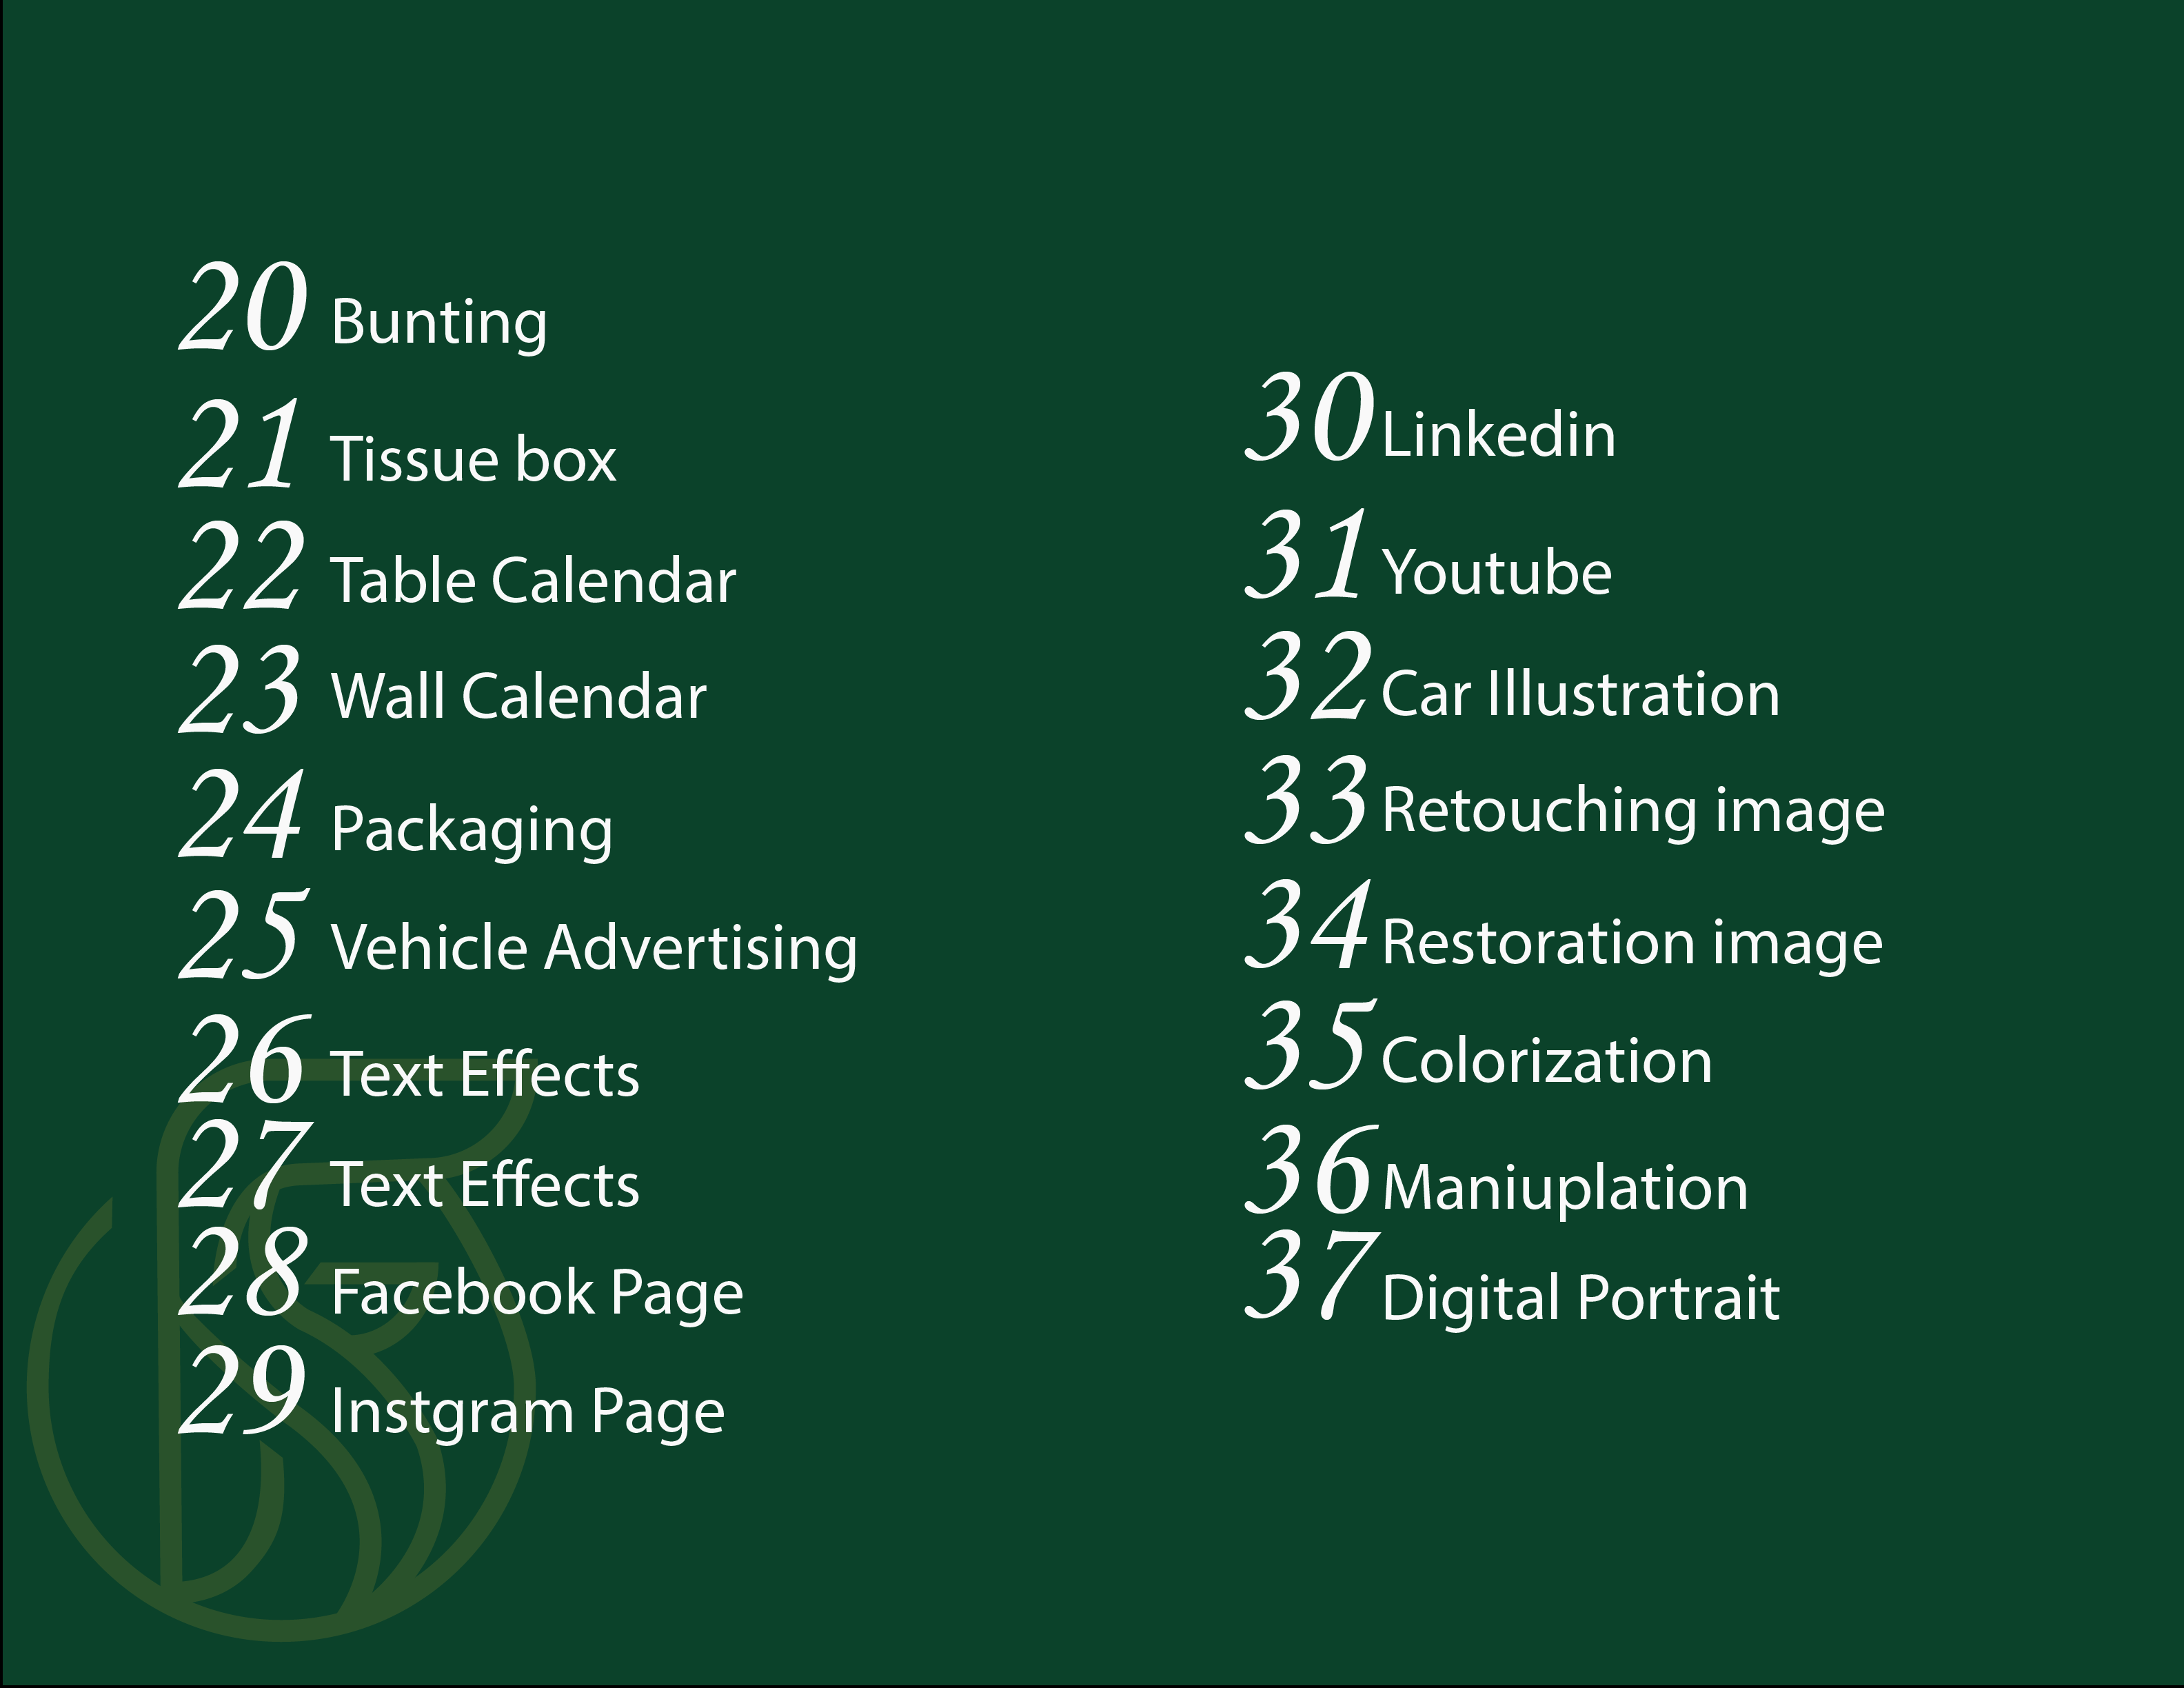 20 Bunting
21 Tissue box
22 Table Calendar
23 Wall Calendar
24 Packaging
25 Vehicle Advertising
26 Text Effects
27 Text Effects
28 Facebook Page
29 Instgram Page
30 Linkedin
31 Youtube
32 Car Illustration
33 Retouching image
34 Restoration image
35 Colorization
36 Maniuplation
37 Digital Portrait